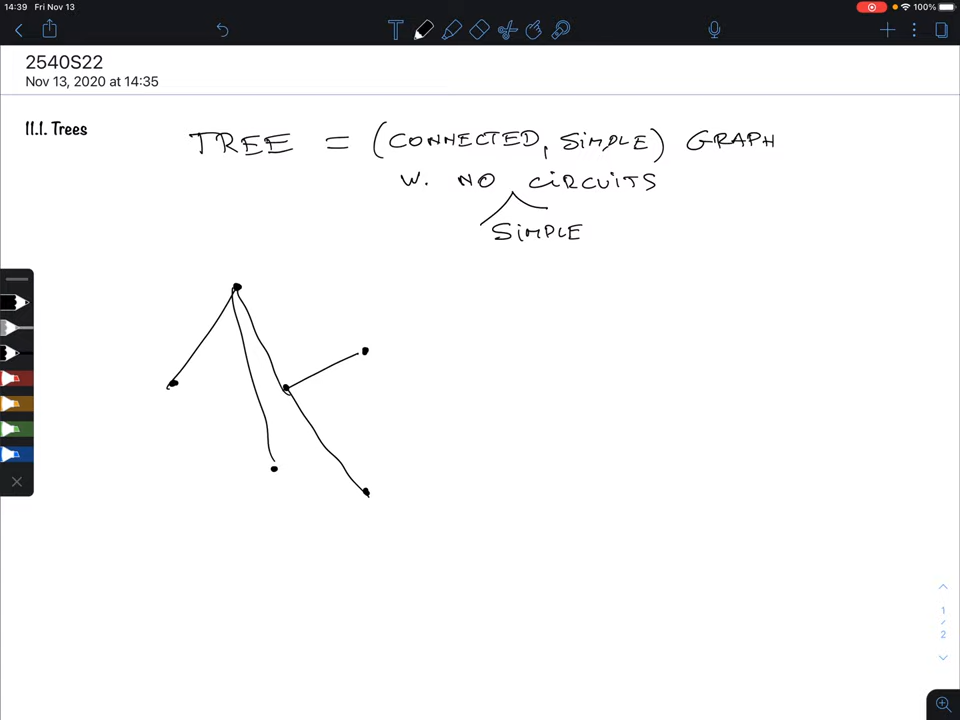 14:39 Fri Nov 13
100%
T
2540S22
Nov 13, 2020 at 14:35
11.1. Trees
TREE = (CONNECTED, SIMPLE) GRAPH
W. NO CIRCUITS
SIMPLE
1
/
2